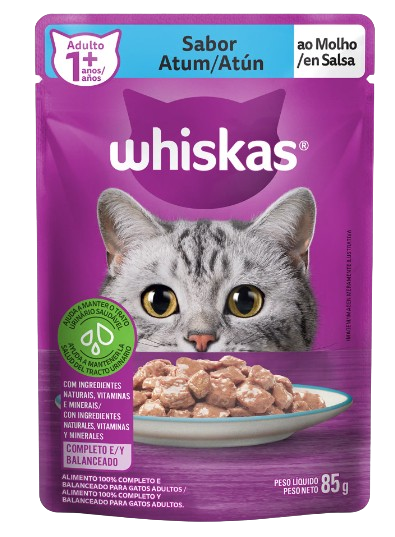 Adulto
1+
anos/
años
Sabor
Atum/Atún
ao Molho
/en Salsa
whiskas®
AJUDA A MANTER O TRATO
URINÁRIO SAUDÁVEL
AYUDA A MANTENER LA
SALUD DEL TRACTO URINARIO
COM INGREDIENTES
NATURAIS, VITAMINAS
E MINERAIS/
CON INGREDIENTES
NATURALES, VITAMINAS
Y MINERALES
COMPLETO E/Y
BALANCEADO
ALIMENTO 100% COMPLETO E
BALANCEADO PARA GATOS ADULTOS /
ALIMENTO 100% COMPLETO Y
BALANCEADO PARA GATOS ADULTOS.
PESO LÍQUIDO
PESO NETO
85g